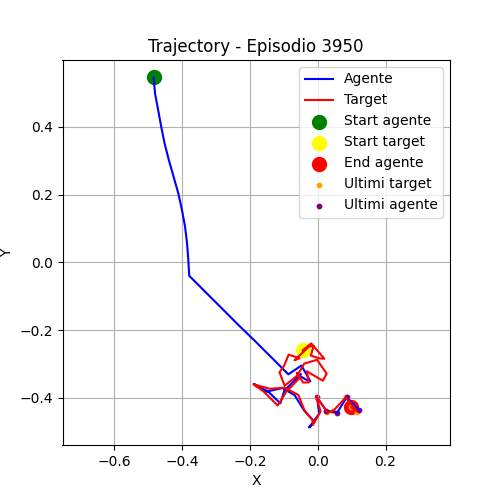 Trajectory - Episodio 3950
Agente
Target
Start agente
Start target
End agente
Ultimi target
Ultimi agente
Y
0.4
0.2
0.0
−0.2
−0.4
−0.6
−0.4
−0.2
0.0
0.2
X